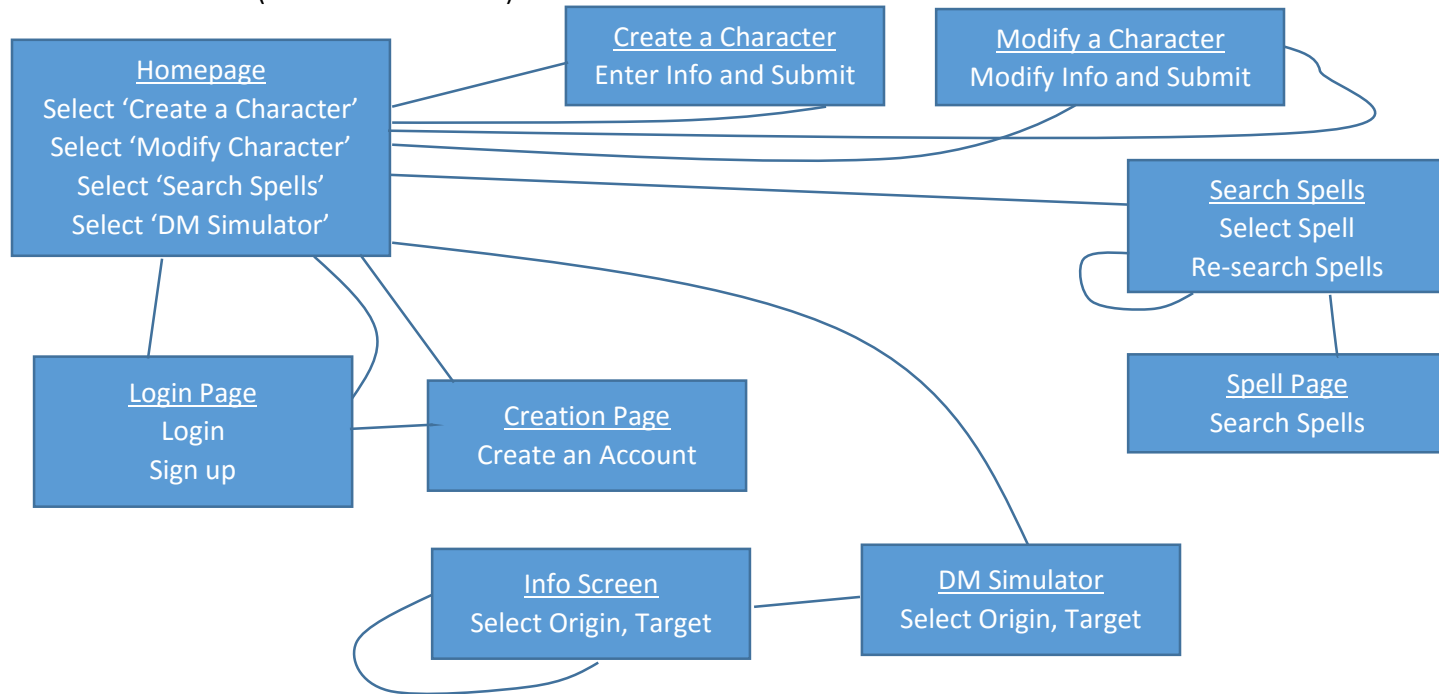 Homepage
Select ‘Create a Character’
Select ‘Modify Character’
Select ‘Search Spells’
Select ‘DM Simulator’
Create a Character
Enter Info and Submit
Modify a Character
Modify Info and Submit
Search Spells
Select Spell
Re-search Spells
Login Page
Login
Sign up
Creation Page
Create an Account
Spell Page
Search Spells
Info Screen
Select Origin, Target
DM Simulator
Select Origin, Target